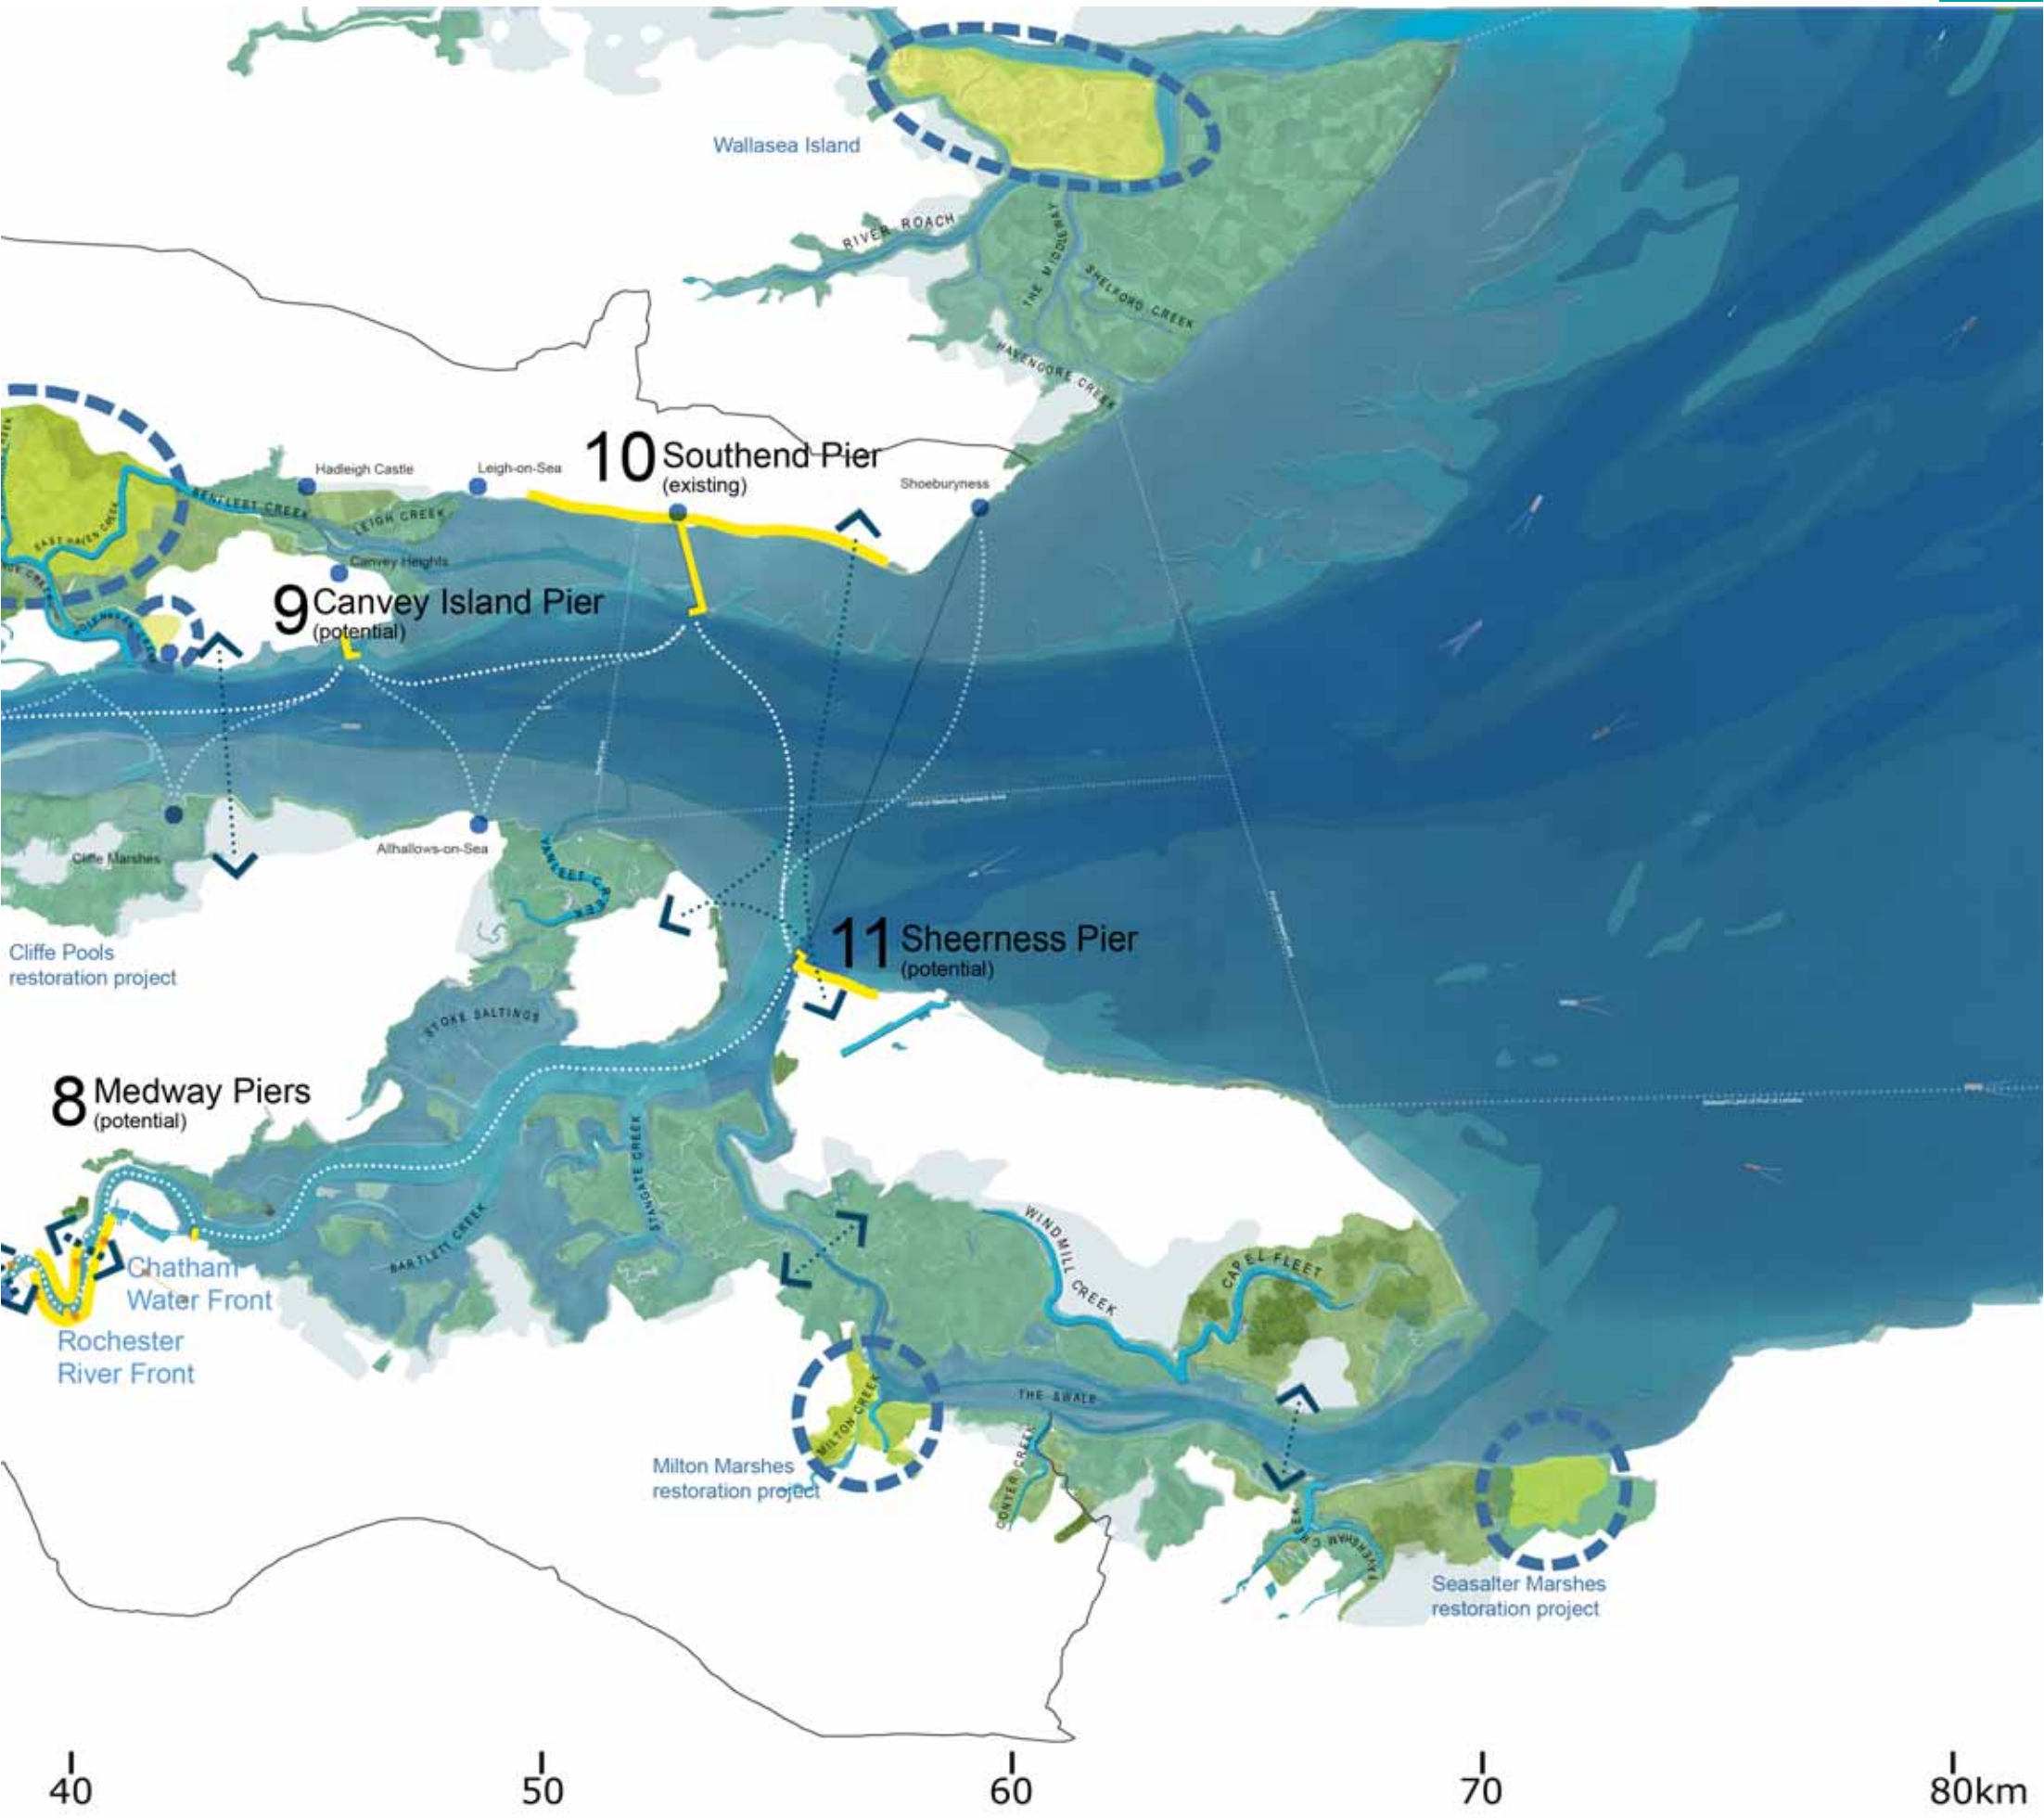 Wallasea Island
RIVER ROACH
THE MIDDLEWAY
SHELFORD CREEK
HAVENGORE CREEK
10 Southend Pier
(existing)
Hadleigh Castle
Leigh-on-Sea
Shoeburyness
BENFLEET CREEK
LEIGH CREEK
EAST HAVEN CREEK
Canvey Heights
9 Canvey Island Pier
(potential)
Cliffe Marshes
Allhallows-on-Sea
YANLET CREEK
11 Sheerness Pier
(potential)
Cliffe Pools
restoration project
STOKE SALTINGS
8 Medway Piers
(potential)
STANGATE CREEK
BARTLETT CREEK
Chatham
Water Front
Rochester
River Front
WINDMILL CREEK
CAPEL FLEET
THE SWALE
MILTON CREEK
CONYER CREEK
Milton Marshes
restoration project
FAVERSHAM CREEK
Seasalter Marshes
restoration project
40 50 60 70 80km